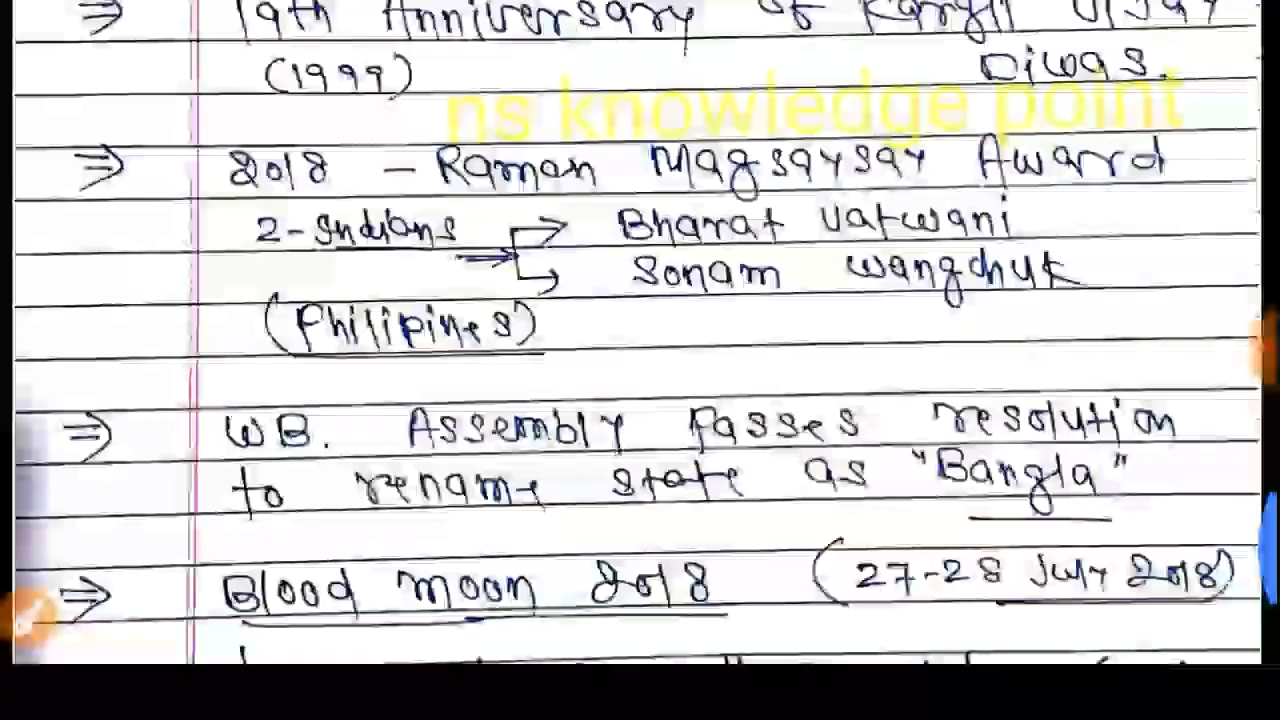 ⇒ 19th Anniversary of Kargil Vijay
(1999) Diwas.
ns knowledge point
⇒ 2018 - Raman Magsaysay Award
2-Indians → Bharat Vatwani
→ Sonam Wangchuk
(Philipines)
⇒ WB. Assembly Passes resolution
to rename state as "Bangla"
⇒ Blood moon 2018 (27-28 July 2018)